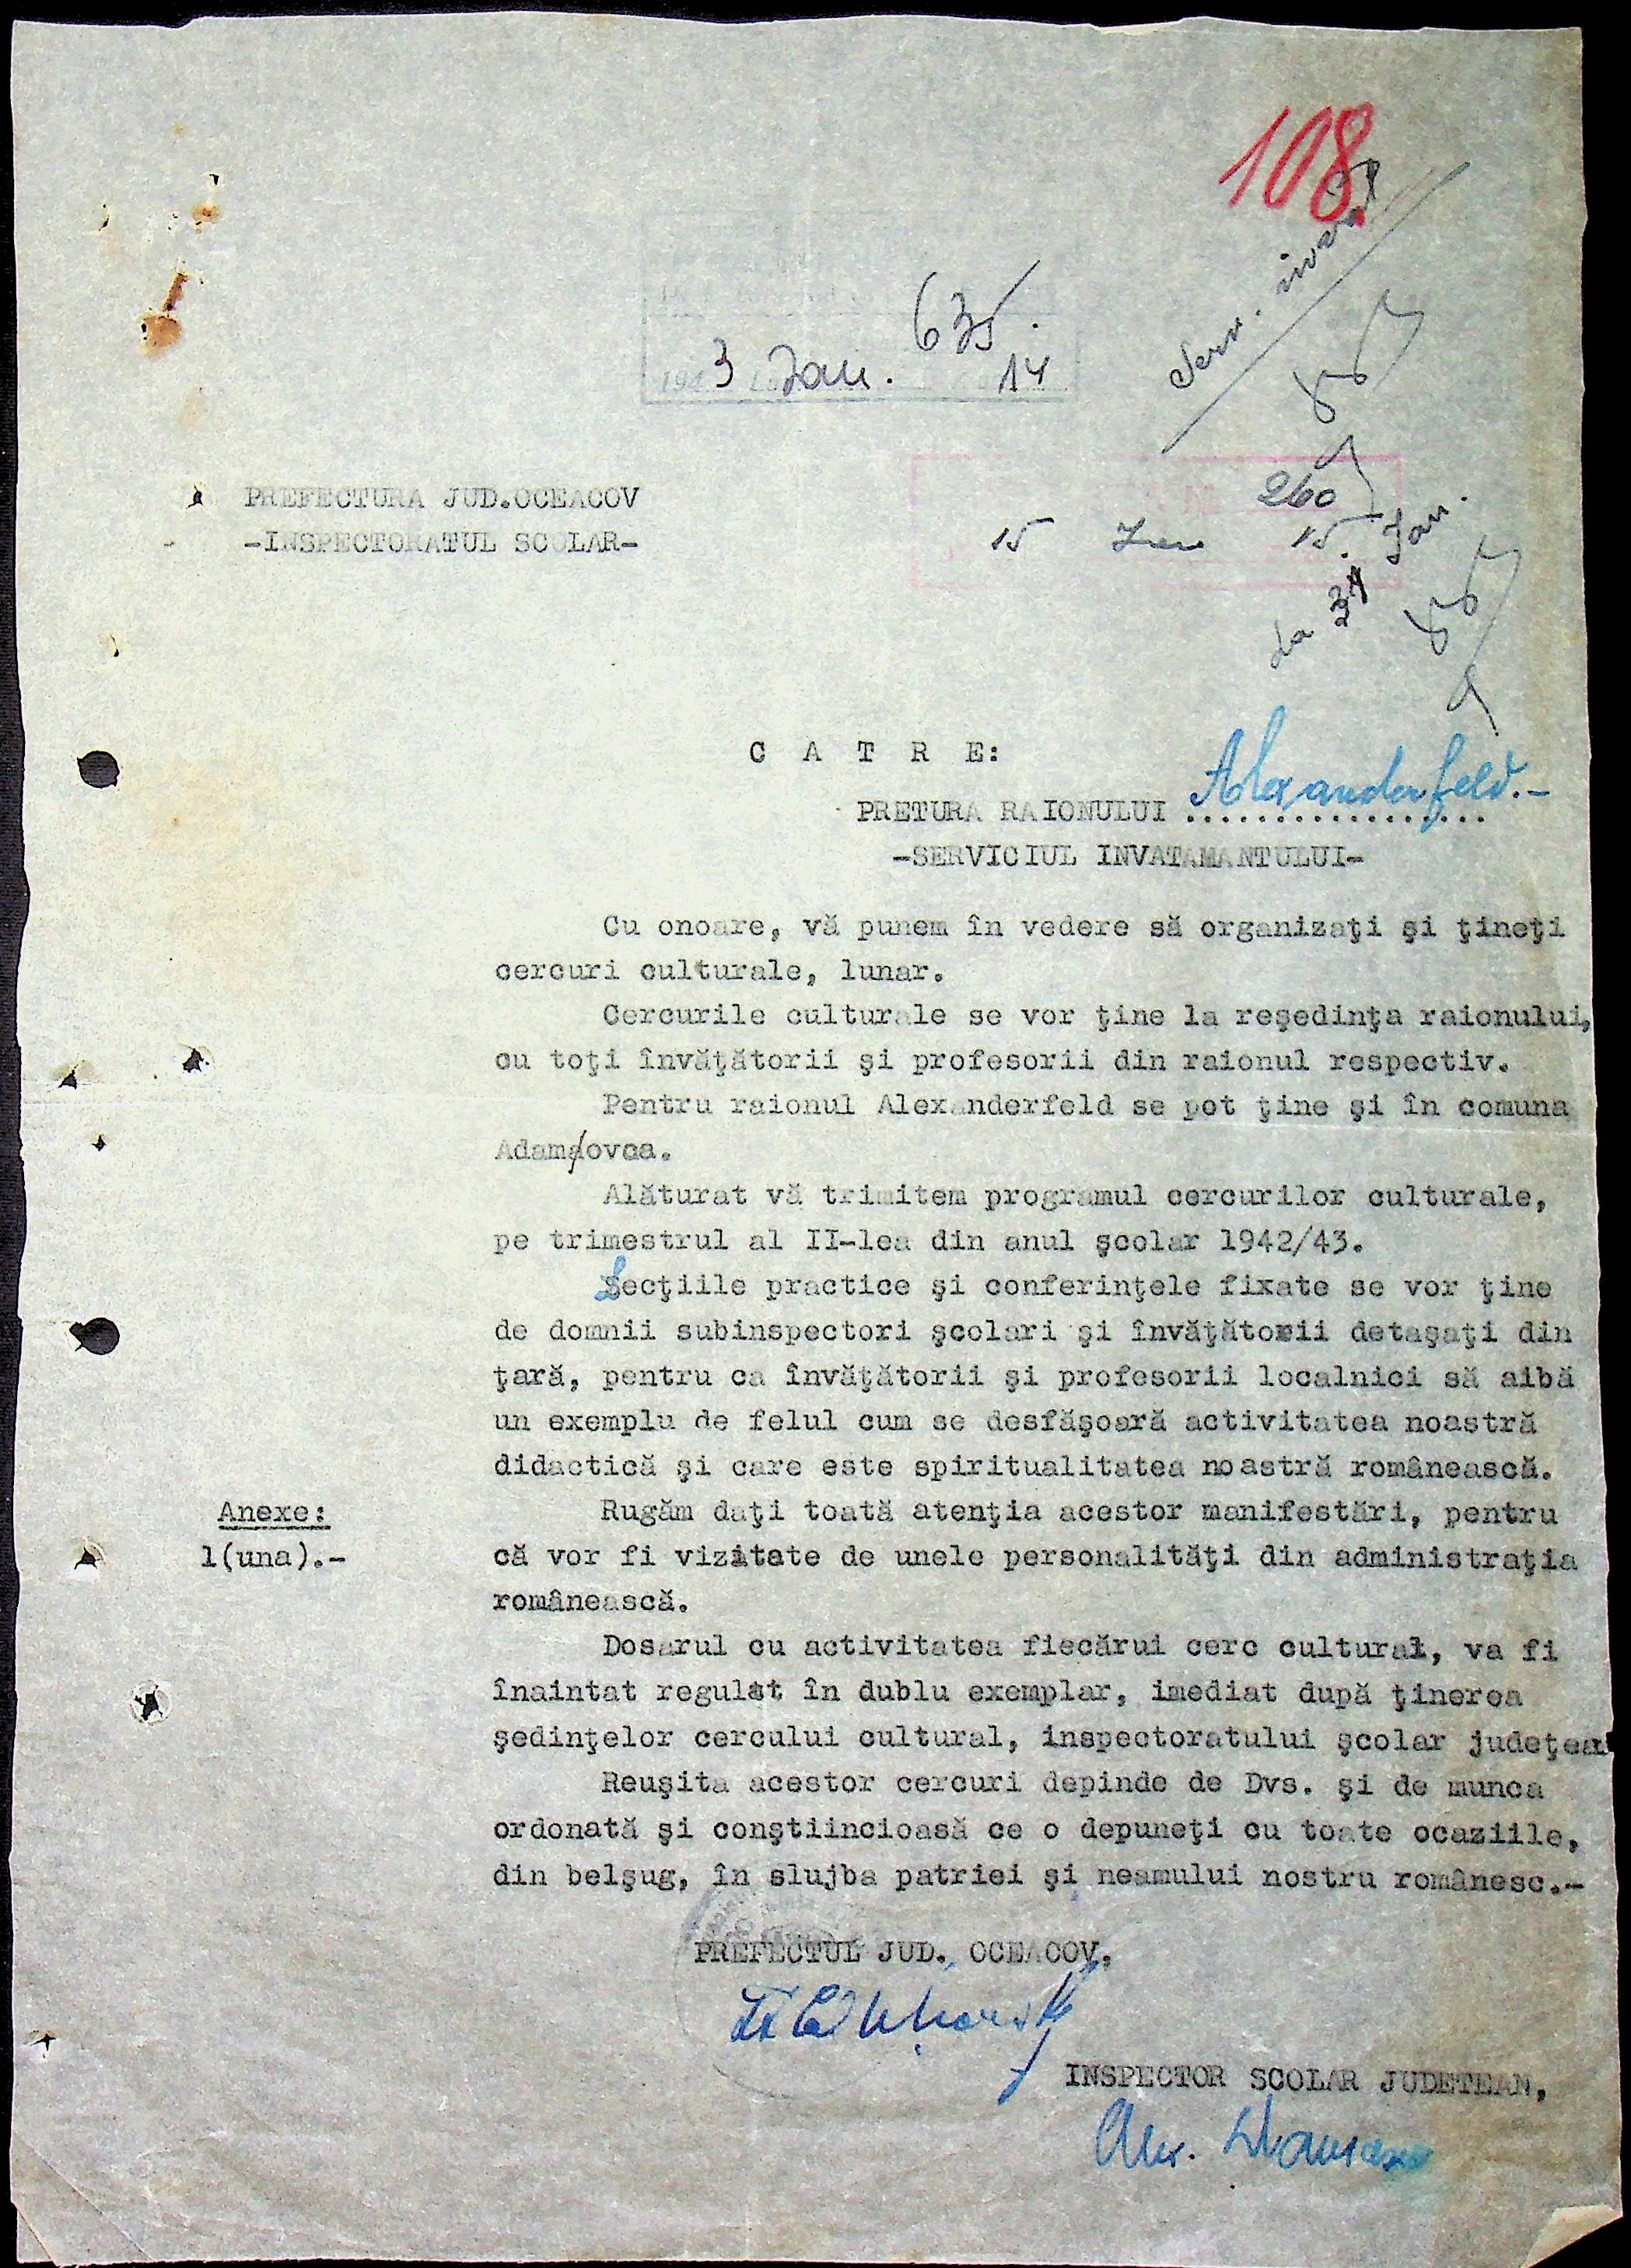 108
Serv. invăț
635.
1943 Ian. 14
260
15 Ian 15
La 31 Ian.
PREFECTURA JUD.OCEACOV
-INSPECTORATUL SCOLAR-
C A T R E:
PRETURA RAIONULUI Alexanderfeld.-
-SERVICIUL INVATAMANTULUI-
Cu onoare, vă punem în vedere să organizaţi şi ţineţi
cercuri culturale, lunar.
Cercurile culturale se vor ţine la reşedinţa raionului,
cu toţi învăţătorii şi profesorii din raionul respectiv.
Pentru raionul Alexanderfeld se pot ţine şi în comuna
Adamovca.
Alăturat vă trimitem programul cercurilor culturale,
pe trimestrul al II-lea din anul şcolar 1942/43.
Lecţiile practice şi conferinţele fixate se vor ţine
de domnii subinspectori şcolari şi învăţătorii detaşaţi din
ţară, pentru ca învăţătorii şi profesorii localnici să aibă
un exemplu de felul cum se desfăşoară activitatea noastră
didactică şi care este spiritualitatea noastră românească.
Anexe:
1(una).-
Rugăm daţi toată atenţia acestor manifestări, pentru
că vor fi vizitate de unele personalităţi din administraţia
românească.
Dosarul cu activitatea fiecărui cerc cultural, va fi
înaintat regulat în dublu exemplar, imediat după ţinerea
şedinţelor cercului cultural, inspectoratului şcolar judeţean
Reuşita acestor cercuri depinde de Dvs. şi de munca
ordonată şi conştiincioasă ce o depuneţi cu toate ocaziile,
din belşug, în slujba patriei şi neamului nostru românesc.-
PREFECTUL JUD. OCEACOV,
INSPECTOR SCOLAR JUDETEAN,
Alex.